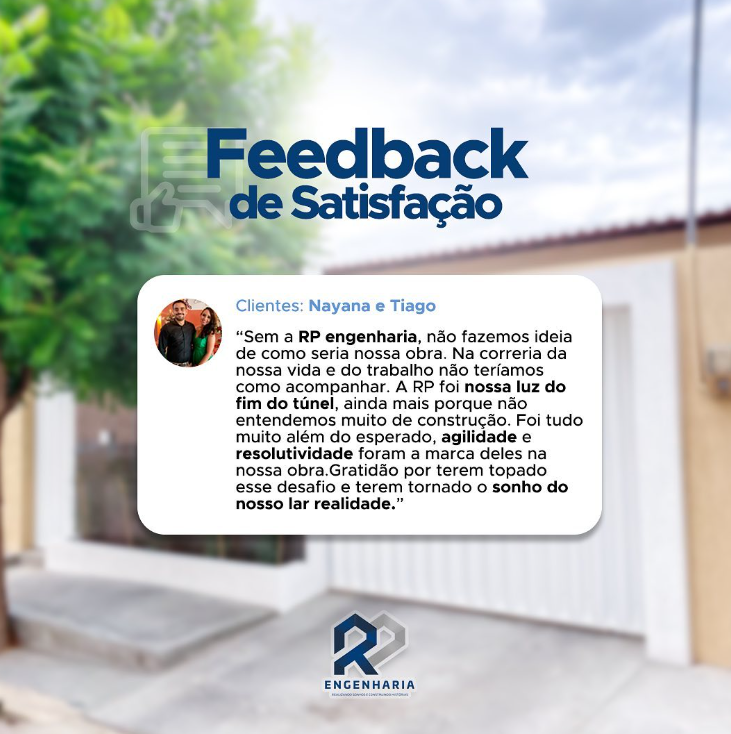 Feedback
de Satisfação
Clientes: Nayana e Tiago
“Sem a RP engenharia, não fazemos ideia
de como seria nossa obra. Na correria da
nossa vida e do trabalho não teríamos
como acompanhar. A RP foi nossa luz do
fim do túnel, ainda mais porque não
entendemos muito de construção. Foi tudo
muito além do esperado, agilidade e
resolutividade foram a marca deles na
nossa obra.Gratidão por terem topado
esse desafio e terem tornado o sonho do
nosso lar realidade.”
RP
ENGENHARIA